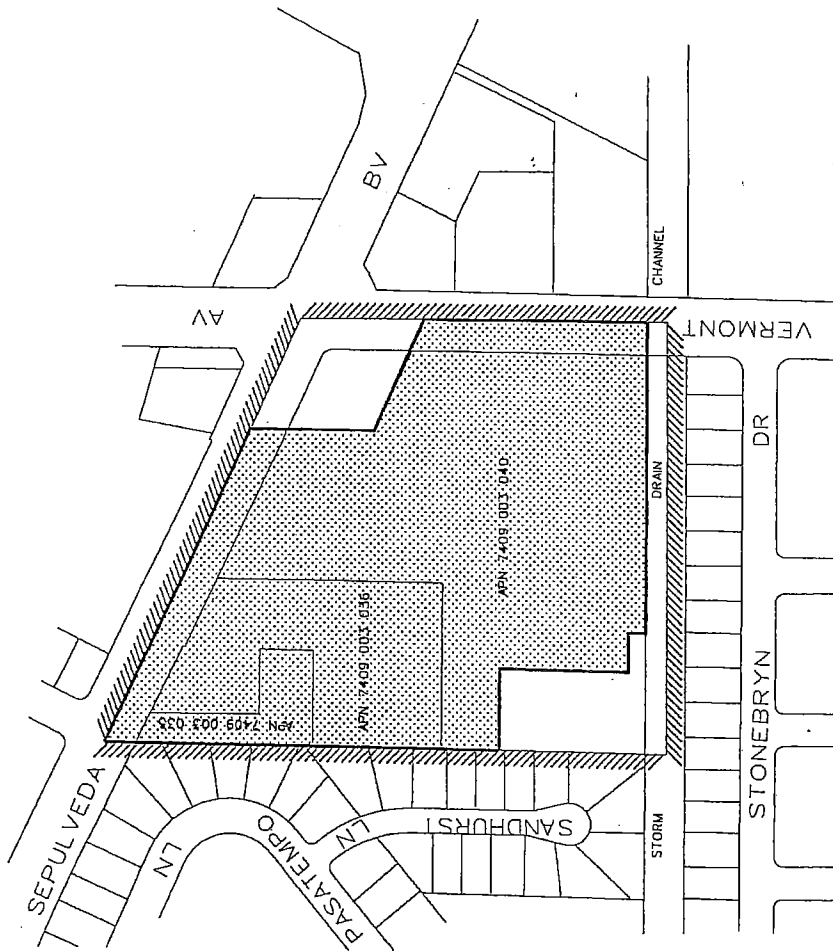 BV
AV
CHANNEL
VERMONT
DR
DRAIN
APN 7409 003 040
APN 7409 003 036
APN 7409 003 035
SEPULVEDA
LN
PASATEMPO
LN
SANDHURST
STORM
STONEBRYN